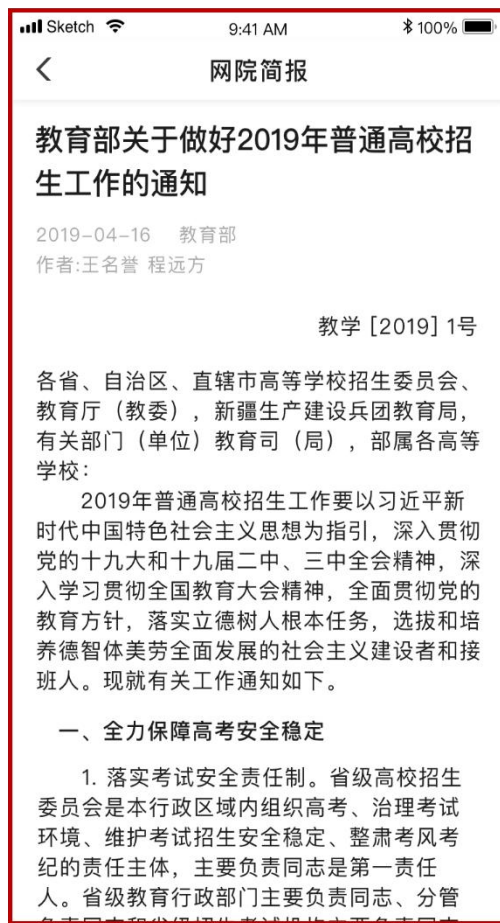 Sketch 9:41 AM 100%
网院简报
教育部关于做好2019年普通高校招
生工作的通知
2019-04-16 教育部
作者:王名誉 程远方
教学 [2019] 1号
各省、自治区、直辖市高等学校招生委员会、
教育厅（教委），新疆生产建设兵团教育局，
有关部门（单位）教育司（局），部属各高等
学校：
2019年普通高校招生工作要以习近平新
时代中国特色社会主义思想为指引，深入贯彻
党的十九大和十九届二中、三中全会精神，深
入学习贯彻全国教育大会精神，全面贯彻党的
教育方针，落实立德树人根本任务，选拔和培
养德智体美劳全面发展的社会主义建设者和接
班人。现就有关工作通知如下。
一、全力保障高考安全稳定
1. 落实考试安全责任制。省级高校招生
委员会是本行政区域内组织高考、治理考试
环境、维护考试招生安全稳定、整肃考风考
纪的责任主体，主要负责同志是第一责任
人。省级教育行政部门主要负责同志、分管